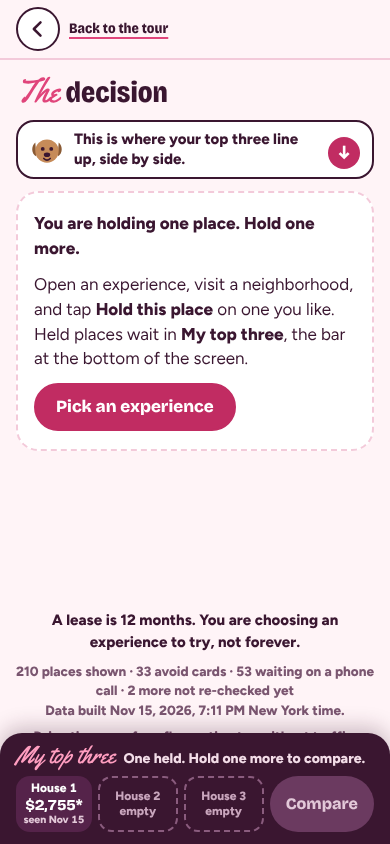 Back to the tour
The decision
This is where your top three line
up, side by side.
You are holding one place. Hold one
more.
Open an experience, visit a neighborhood,
and tap Hold this place on one you like.
Held places wait in My top three, the bar
at the bottom of the screen.
Pick an experience
A lease is 12 months. You are choosing an
experience to try, not forever.
210 places shown · 33 avoid cards · 53 waiting on a phone
call · 2 more not re-checked yet
Data built Nov 15, 2026, 7:11 PM New York time.
My top three One held. Hold one more to compare.
House 1
$2,755*
seen Nov 15
House 2
empty
House 3
empty
Compare